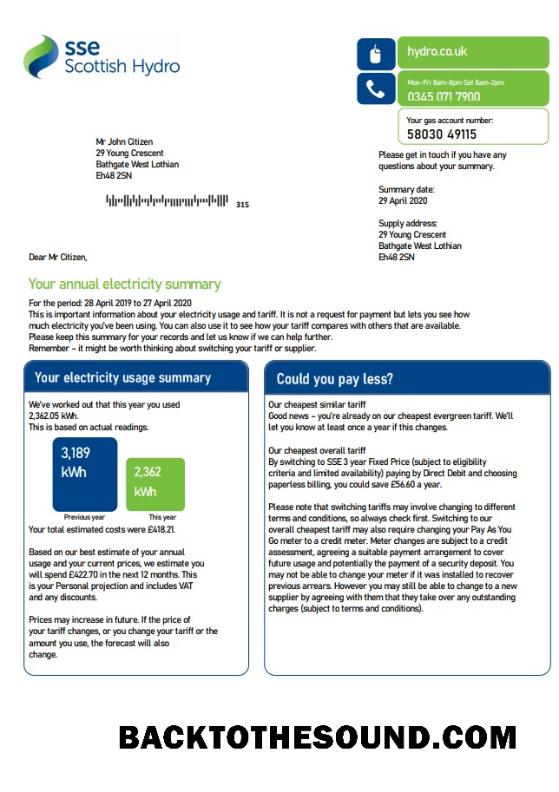 sse
Scottish Hydro
hydro.co.uk
Mon-Fri 8am-8pm Sat 8am-2pm
0345 071 7900
Your gas account number:
58030 49115
Mr John Citizen
29 Young Crescent
Bathgate West Lothian
Eh48 2SN
315
Please get in touch if you have any
questions about your summary.
Summary date:
29 April 2020
Supply address:
29 Young Crescent
Bathgate West Lothian
Eh48 2SN
Dear Mr Citizen,
Your annual electricity summary
For the period: 28 April 2019 to 27 April 2020
This is important information about your electricity usage and tariff. It is not a request for payment but lets you see how
much electricity you've been using. You can also use it to see how your tariff compares with others that are available.
Please keep this summary for your records and let us know if we can help further.
Remember – it might be worth thinking about switching your tariff or supplier.
Your electricity usage summary
We've worked out that this year you used
2,362.05 kWh.
This is based on actual readings.
3,189
kWh
2,362
kWh
Previous year
This year
Your total estimated costs were £418.21.
Based on our best estimate of your annual
usage and your current prices, we estimate you
will spend £422.70 in the next 12 months. This
is your Personal projection and includes VAT
and any discounts.
Prices may increase in future. If the price of
your tariff changes, or you change your tariff or the
amount you use, the forecast will also
change.
Could you pay less?
Our cheapest similar tariff
Good news – you're already on our cheapest evergreen tariff. We'll
let you know at least once a year if this changes.
Our cheapest overall tariff
By switching to SSE 3 year Fixed Price (subject to eligibility
criteria and limited availability) paying by Direct Debit and choosing
paperless billing, you could save £56.60 a year.
Please note that switching tariffs may involve changing to different
terms and conditions, so always check first. Switching to our
overall cheapest tariff may also require changing your Pay As You
Go meter to a credit meter. Meter changes are subject to a credit
assessment, agreeing a suitable payment arrangement to cover
future usage and potentially the payment of a security deposit. You
may not be able to change your meter if it was installed to recover
previous arrears. However you may still be able to change to a new
supplier by agreeing with them that they take over any outstanding
charges (subject to terms and conditions).
BACKTOTHESOUND.COM